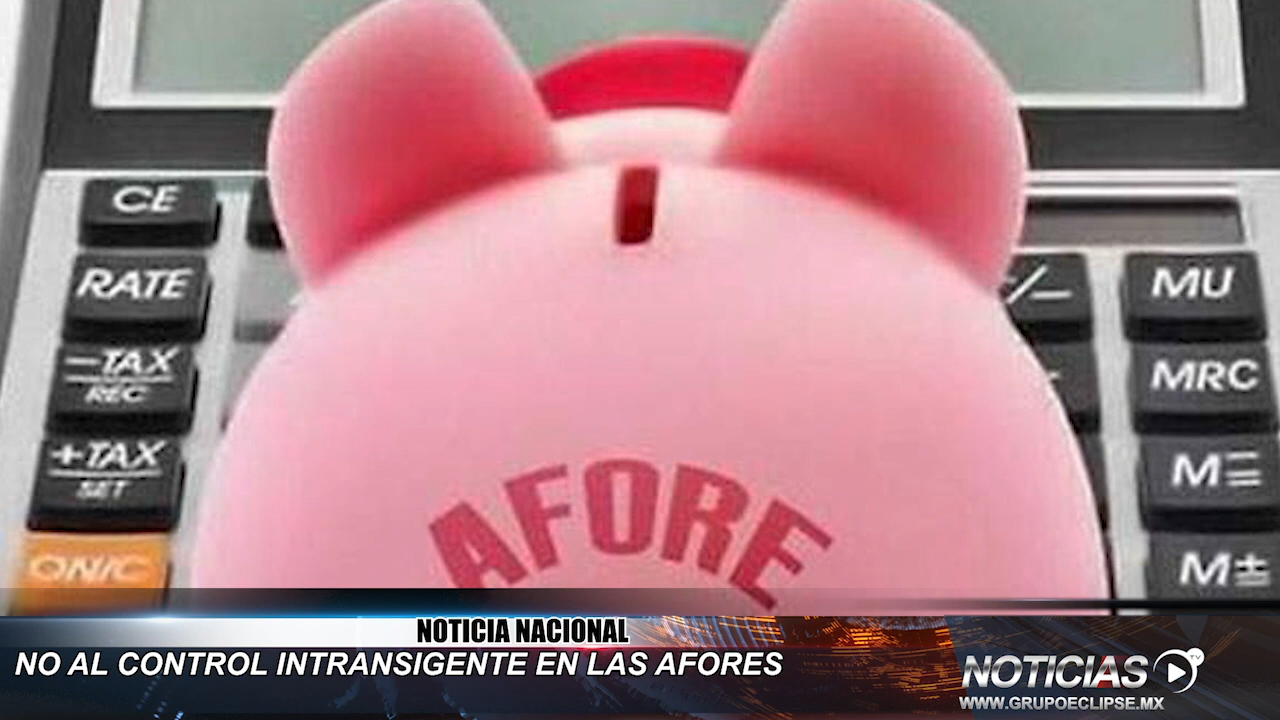 CE
RATE
-TAX
REC
+TAX
SET
ON/C
MU
MRC
M=
M±
AFORE
NOTICIA NACIONAL
NO AL CONTROL INTRANSIGENTE EN LAS AFORES
NOTICIAS TV
WWW.GRUPOECLIPSE.MX